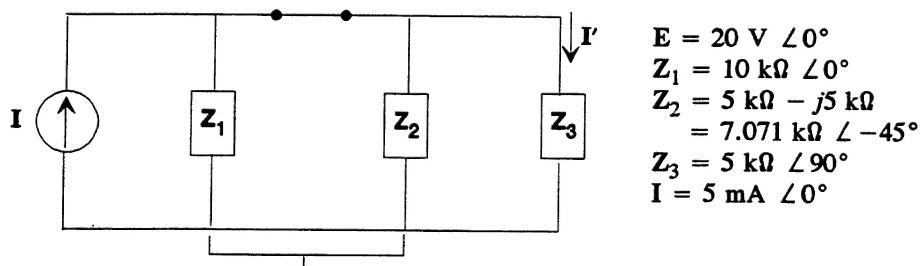 I
Z₁
Z₂
Z₃
I′
E = 20 V ∠0°
Z₁ = 10 kΩ ∠0°
Z₂ = 5 kΩ − j5 kΩ
= 7.071 kΩ ∠−45°
Z₃ = 5 kΩ ∠90°
I = 5 mA ∠0°